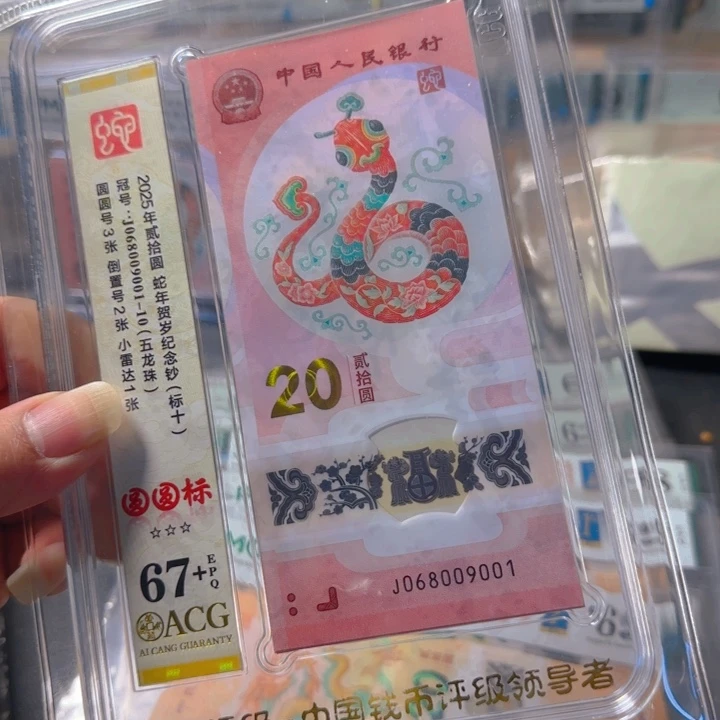 蛇
2025年贰拾圆 蛇年贺岁纪念钞(标十)
冠号:J068009001-10(五龙珠)
圆圆号3张 倒置号2张 小雷达1张
圆圆标
☆☆☆
67+EPQ
ACG
AI CANG GUARANTY
中国人民银行
蛇
20
贰拾圆
J068009001
中国钱币评级领导者